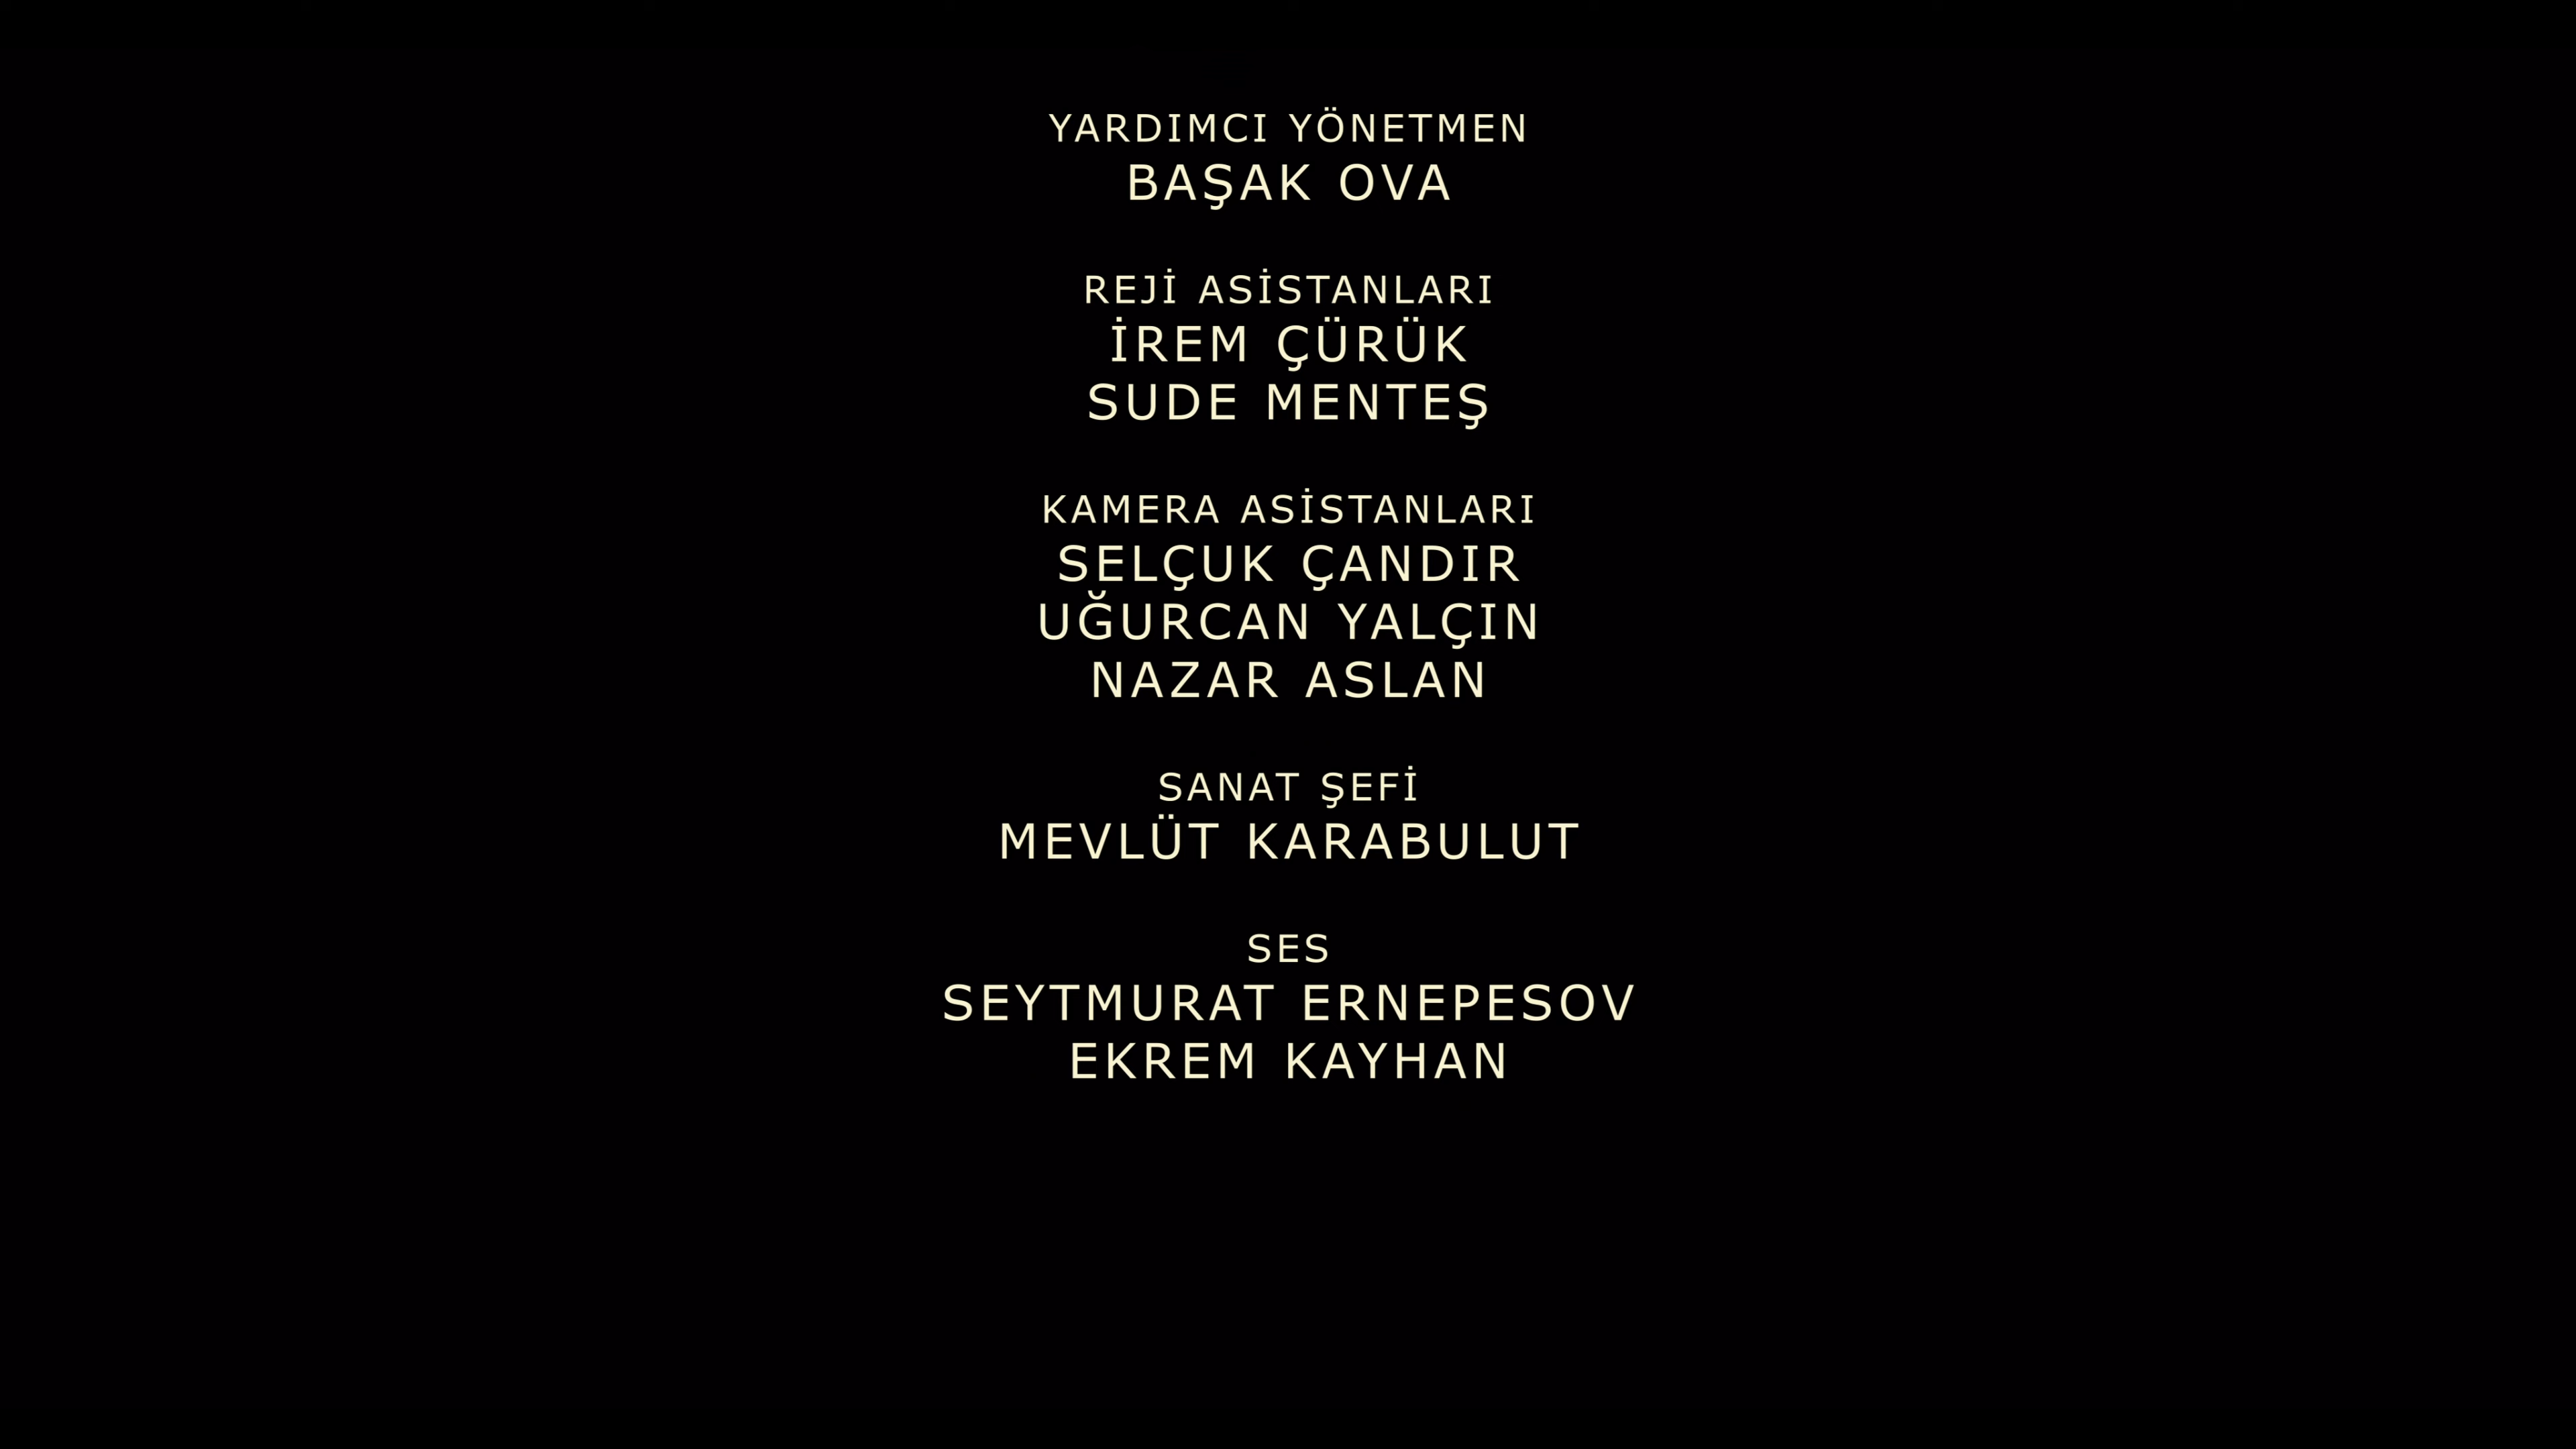 YARDIMCI YÖNETMEN
BAŞAK OVA
REJİ ASİSTANLARI
İREM ÇÜRÜK
SUDE MENTEŞ
KAMERA ASİSTANLARI
SELÇUK ÇANDIR
UĞURCAN YALÇIN
NAZAR ASLAN
SANAT ŞEFİ
MEVLÜT KARABULUT
SES
SEYTMURAT ERNEPESOV
EKREM KAYHAN